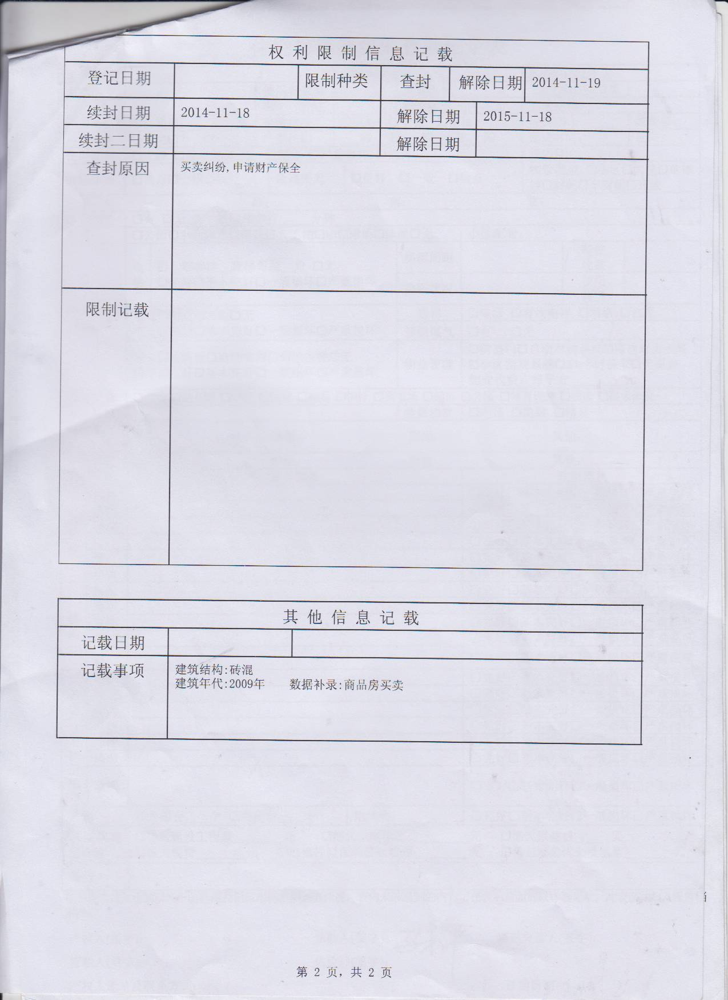 权利限制信息记载
登记日期 限制种类 查封 解除日期 2014-11-19
续封日期 2014-11-18 解除日期 2015-11-18
续封二日期 解除日期
查封原因 买卖纠纷,申请财产保全
限制记载
其他信息记载
记载日期
记载事项 建筑结构:砖混
建筑年代:2009年 数据补录:商品房买卖
第 2 页，共 2 页